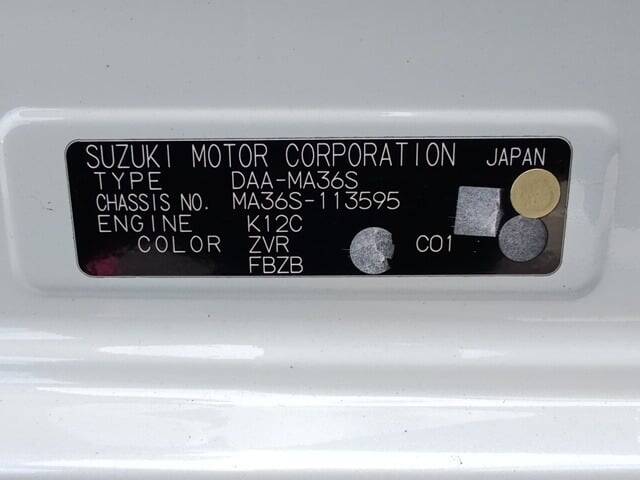 SUZUKI MOTOR CORPORATION JAPAN
TYPE DAA-MA36S
CHASSIS NO. MA36S-113595
ENGINE K12C
COLOR ZVR C01
FBZB